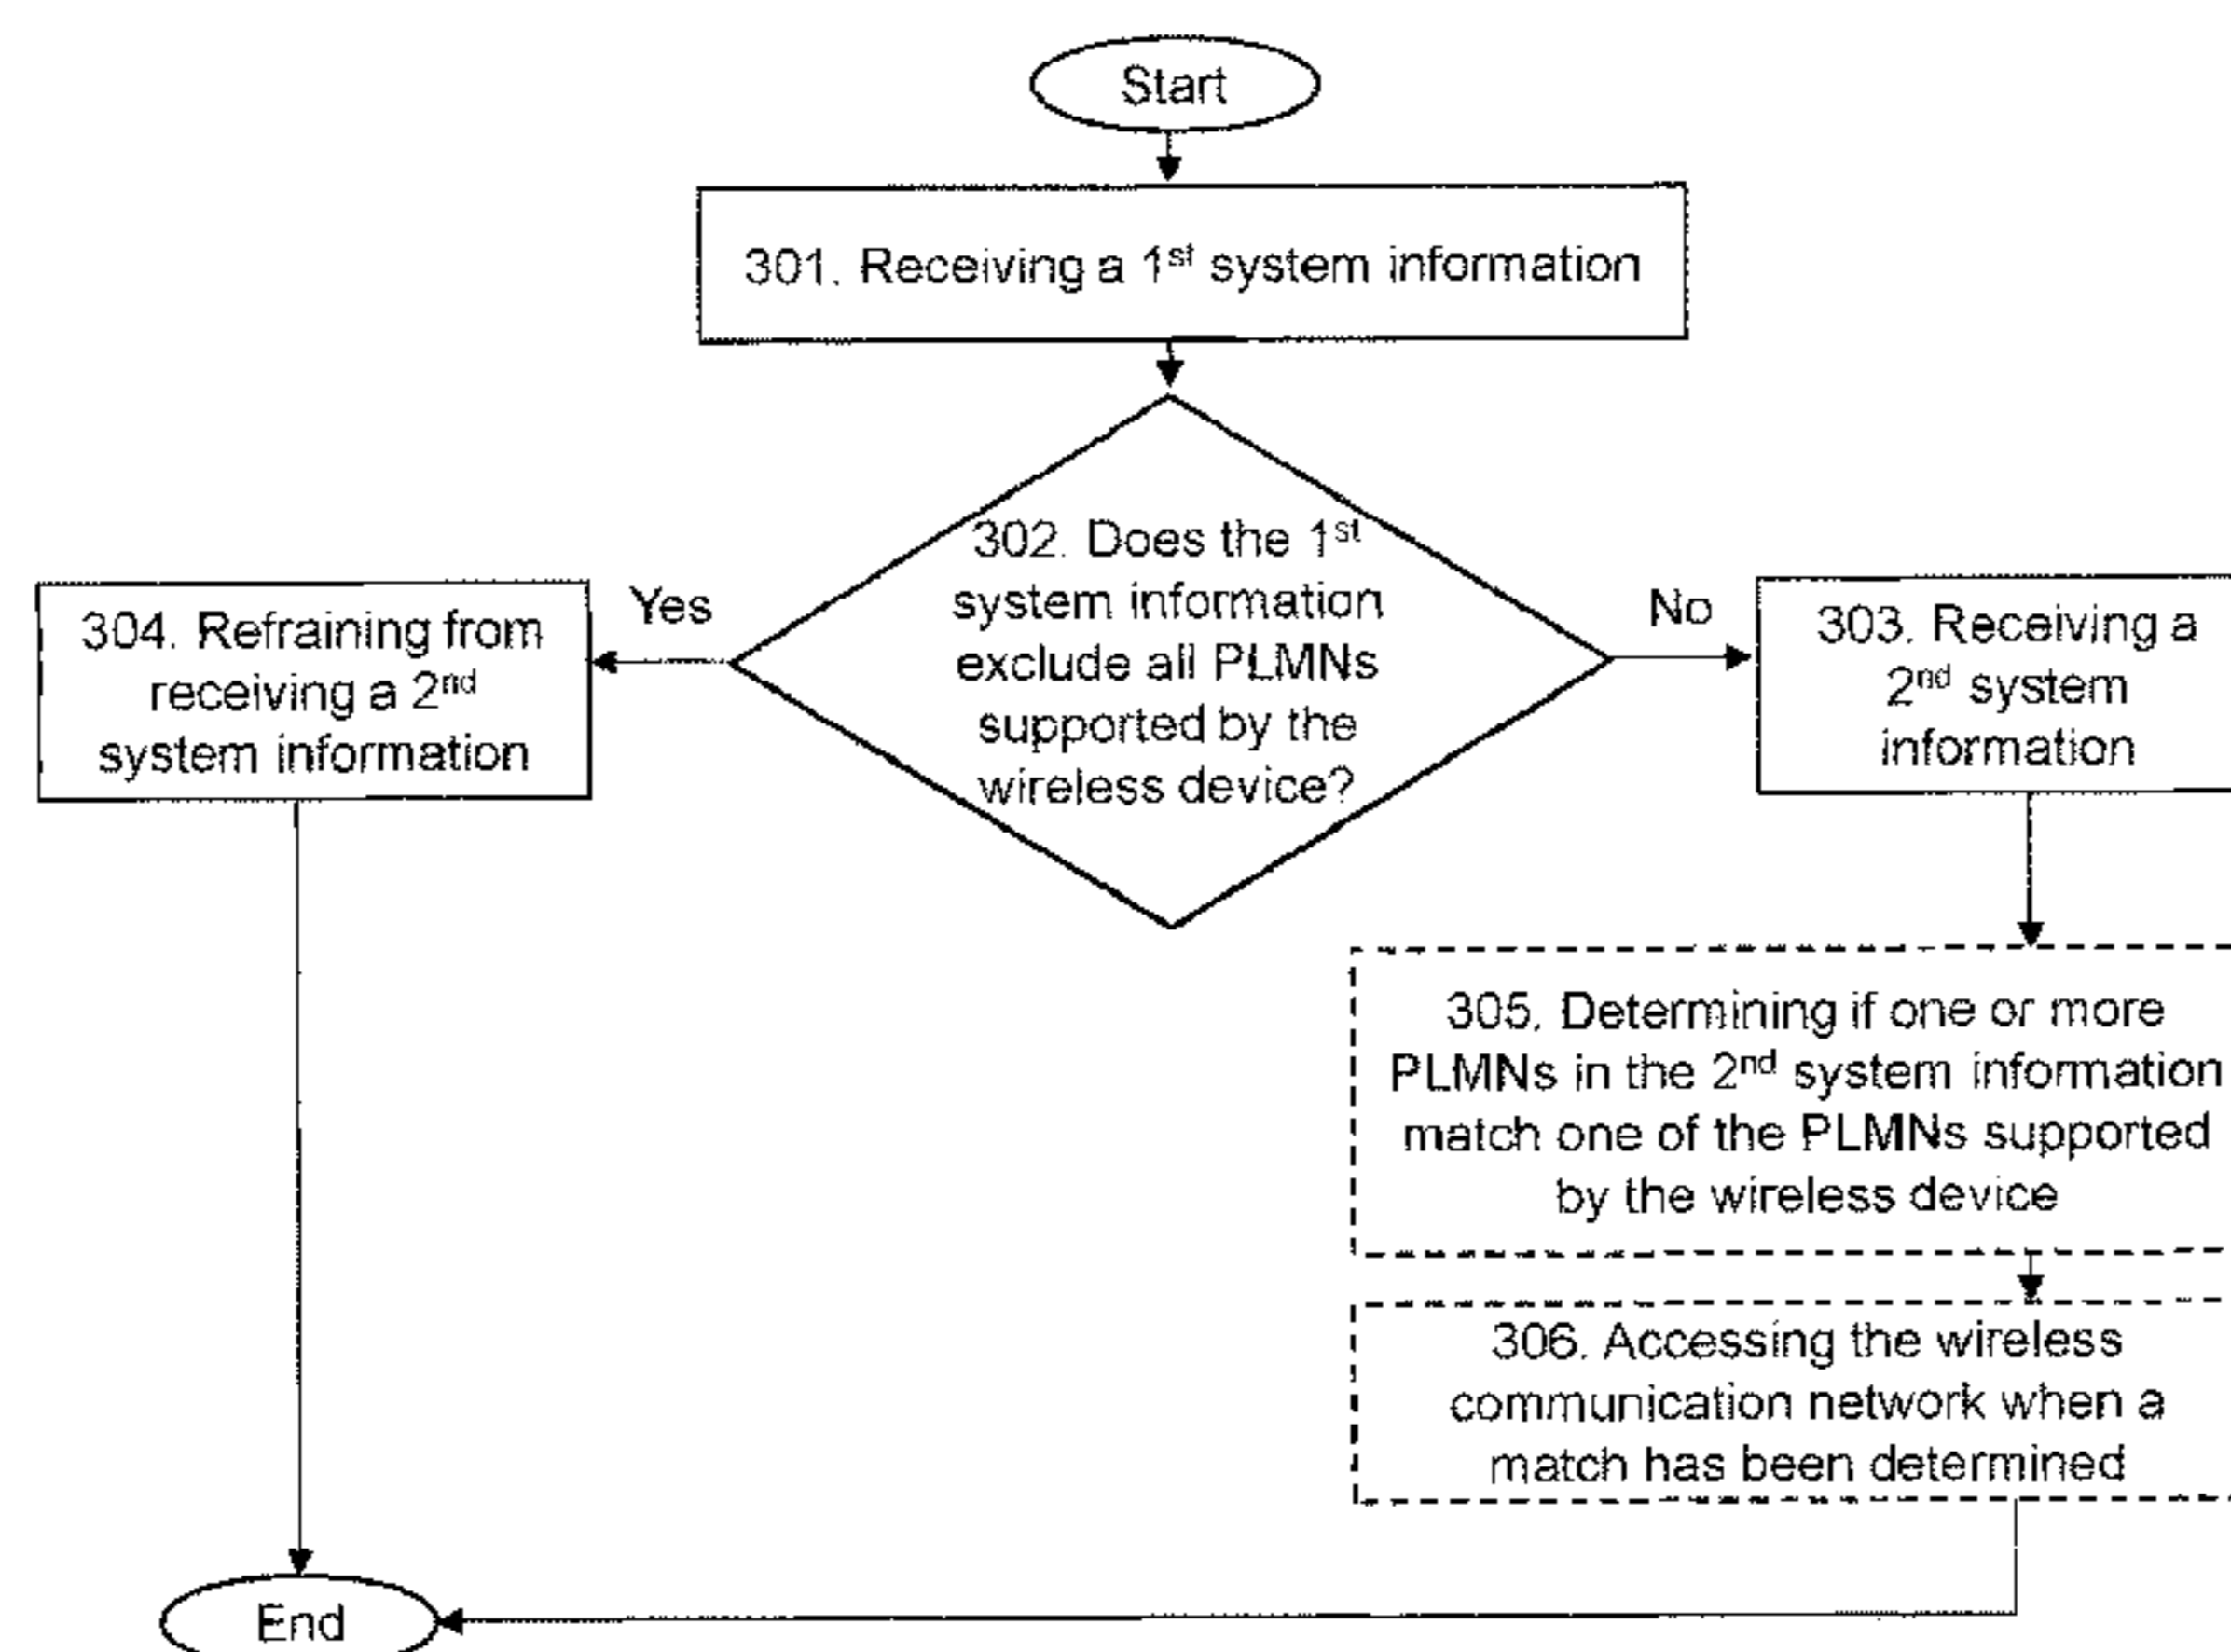 Start
301. Receiving a 1st system information
302. Does the 1st
system information
exclude all PLMNs
supported by the
wireless device?
Yes
No
304. Refraining from
receiving a 2nd
system information
303. Receiving a
2nd system
information
305. Determining if one or more
PLMNs in the 2nd system information
match one of the PLMNs supported
by the wireless device
306. Accessing the wireless
communication network when a
match has been determined
End